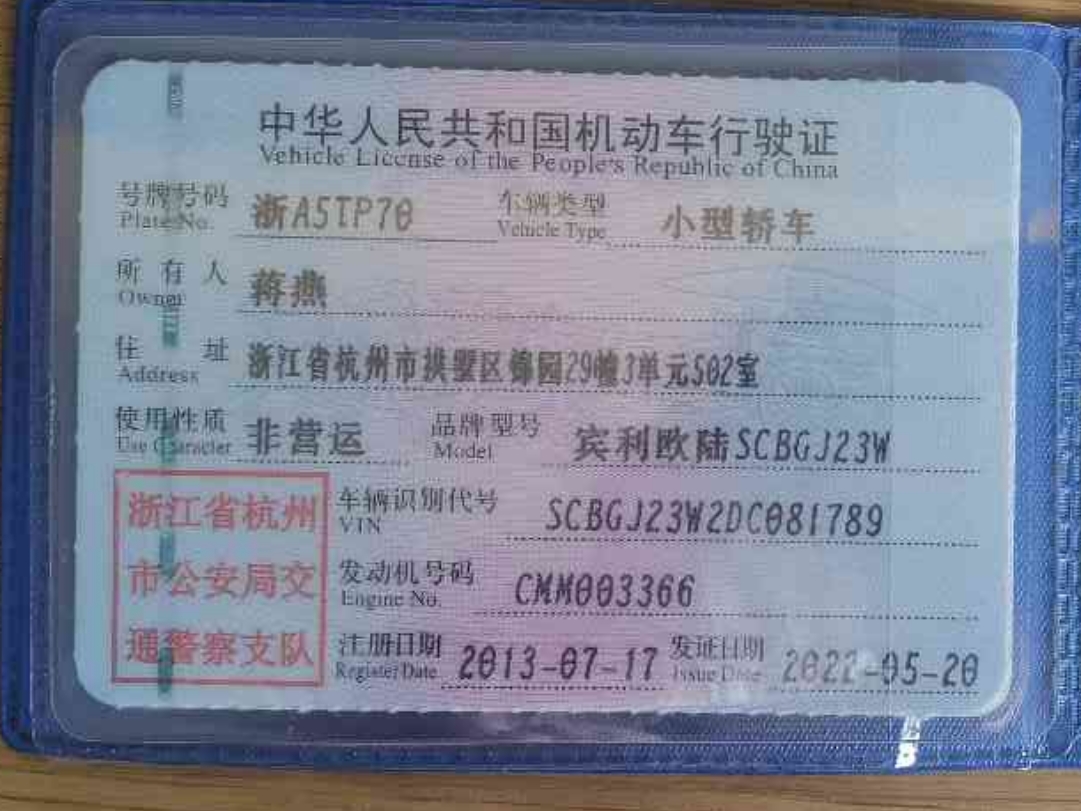 中华人民共和国机动车行驶证
Vehicle License of the People's Republic of China
号牌号码 浙A5TP70 车辆类型 小型轿车
Plate No. Vehicle Type
所有人 蒋燕
Owner
住址 浙江省杭州市拱墅区锦园29幢3单元502室
Address
使用性质 非营运 品牌型号 宾利欧陆SCBGJ23W
Use Character Model
浙江省杭州
市公安局交
通警察支队
车辆识别代号 SCBGJ23W2DC081789
VIN
发动机号码 CMM003366
Engine No.
注册日期 2013-07-17 发证日期 2022-05-20
Register Date Issue Date